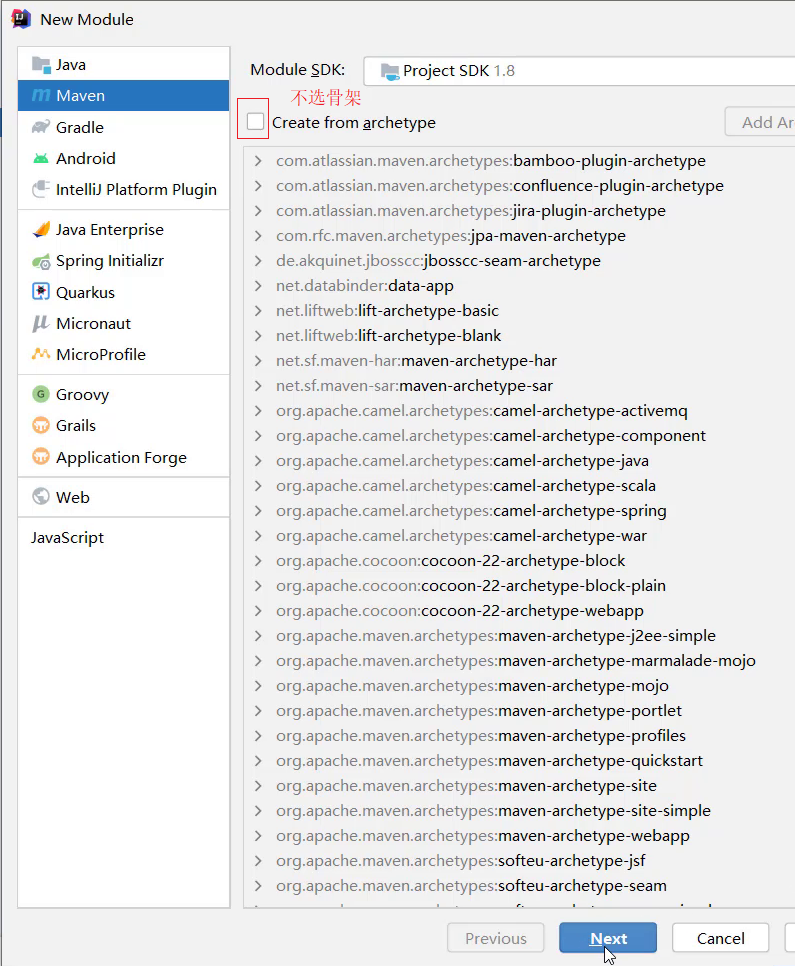 New Module
Java
Maven
Gradle
Android
IntelliJ Platform Plugin
Java Enterprise
Spring Initializr
Quarkus
Micronaut
MicroProfile
Groovy
Grails
Application Forge
Web
JavaScript
Module SDK: Project SDK 1.8
不选骨架
Create from archetype Add Ar
com.atlassian.maven.archetypes:bamboo-plugin-archetype
com.atlassian.maven.archetypes:confluence-plugin-archetype
com.atlassian.maven.archetypes:jira-plugin-archetype
com.rfc.maven.archetypes:jpa-maven-archetype
de.akquinet.jbosscc:jbosscc-seam-archetype
net.databinder:data-app
net.liftweb:lift-archetype-basic
net.liftweb:lift-archetype-blank
net.sf.maven-har:maven-archetype-har
net.sf.maven-sar:maven-archetype-sar
org.apache.camel.archetypes:camel-archetype-activemq
org.apache.camel.archetypes:camel-archetype-component
org.apache.camel.archetypes:camel-archetype-java
org.apache.camel.archetypes:camel-archetype-scala
org.apache.camel.archetypes:camel-archetype-spring
org.apache.camel.archetypes:camel-archetype-war
org.apache.cocoon:cocoon-22-archetype-block
org.apache.cocoon:cocoon-22-archetype-block-plain
org.apache.cocoon:cocoon-22-archetype-webapp
org.apache.maven.archetypes:maven-archetype-j2ee-simple
org.apache.maven.archetypes:maven-archetype-marmalade-mojo
org.apache.maven.archetypes:maven-archetype-mojo
org.apache.maven.archetypes:maven-archetype-portlet
org.apache.maven.archetypes:maven-archetype-profiles
org.apache.maven.archetypes:maven-archetype-quickstart
org.apache.maven.archetypes:maven-archetype-site
org.apache.maven.archetypes:maven-archetype-site-simple
org.apache.maven.archetypes:maven-archetype-webapp
org.apache.maven.archetypes:softeu-archetype-jsf
org.apache.maven.archetypes:softeu-archetype-seam
Previous Next Cancel